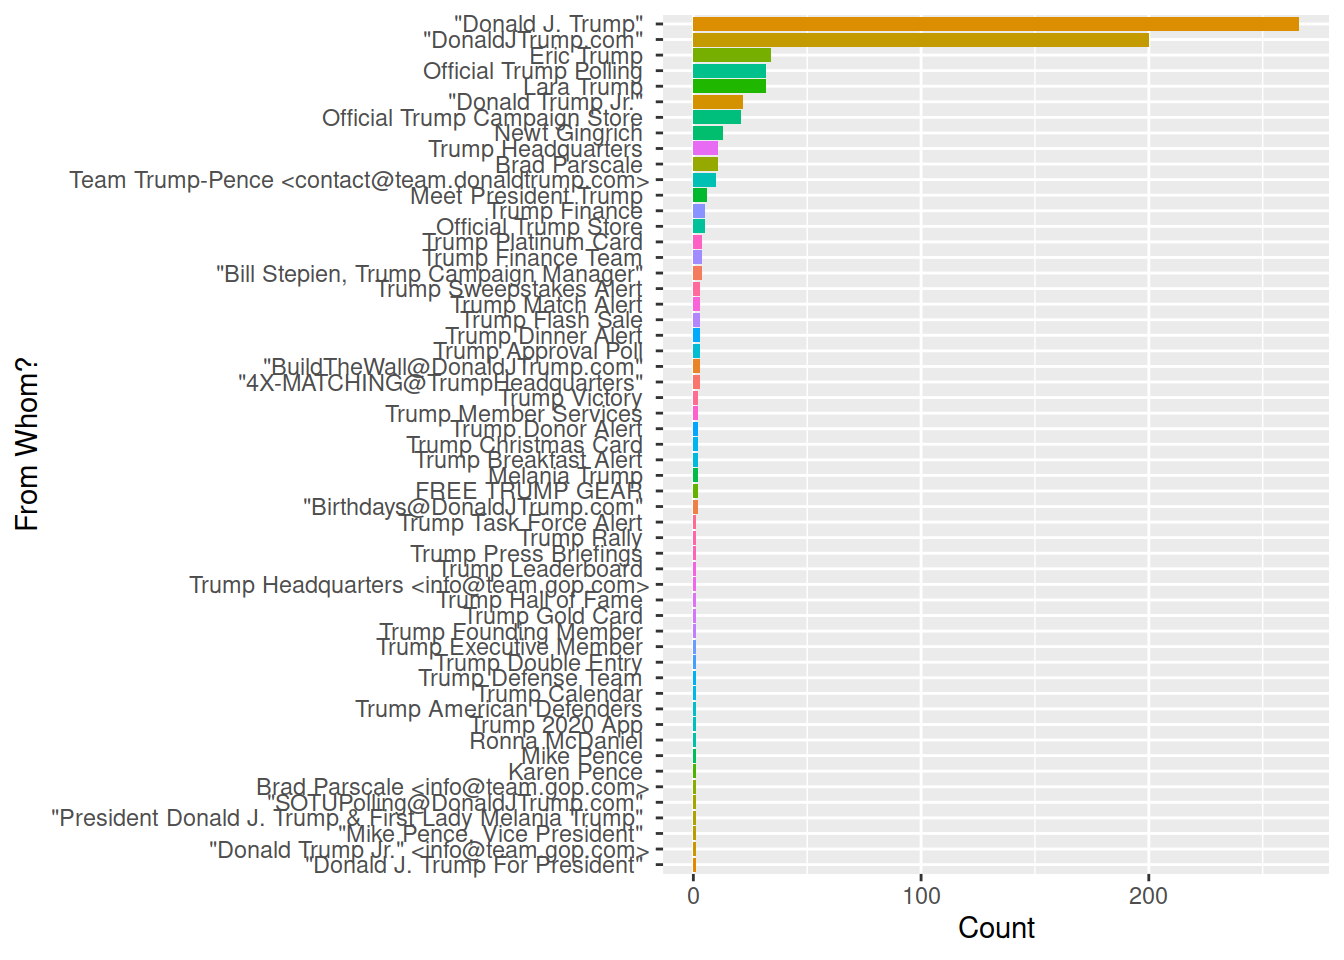 "Donald J. Trump"
"DonaldJTrump.com"
Eric Trump
Official Trump Polling
Lara Trump
"Donald Trump Jr."
Official Trump Campaign Store
Newt Gingrich
Trump Headquarters
Brad Parscale
Team Trump-Pence <contact@team.donaldtrump.com>
Meet President Trump
Trump Finance
Official Trump Store
Trump Platinum Card
Trump Finance Team
"Bill Stepien, Trump Campaign Manager"
Trump Sweepstakes Alert
Trump Match Alert
Trump Flash Sale
Trump Dinner Alert
Trump Approval Poll
"BuildTheWall@DonaldJTrump.com"
"4X-MATCHING@TrumpHeadquarters"
Trump Victory
Trump Member Services
Trump Donor Alert
Trump Christmas Card
Trump Breakfast Alert
Melania Trump
FREE TRUMP GEAR
"Birthdays@DonaldJTrump.com"
Trump Task Force Alert
Trump Rally
Trump Press Briefings
Trump Leaderboard
Trump Headquarters <info@team.gop.com>
Trump Hall of Fame
Trump Gold Card
Trump Founding Member
Trump Executive Member
Trump Double Entry
Trump Defense Team
Trump Calendar
Trump American Defenders
Trump 2020 App
Ronna McDaniel
Mike Pence
Karen Pence
Brad Parscale <info@team.gop.com>
"SOTUPolling@DonaldJTrump.com"
"President Donald J. Trump & First Lady Melania Trump"
"Mike Pence, Vice President"
"Donald Trump Jr." <info@team.gop.com>
"Donald J. Trump For President"
From Whom?
0 100 200
Count